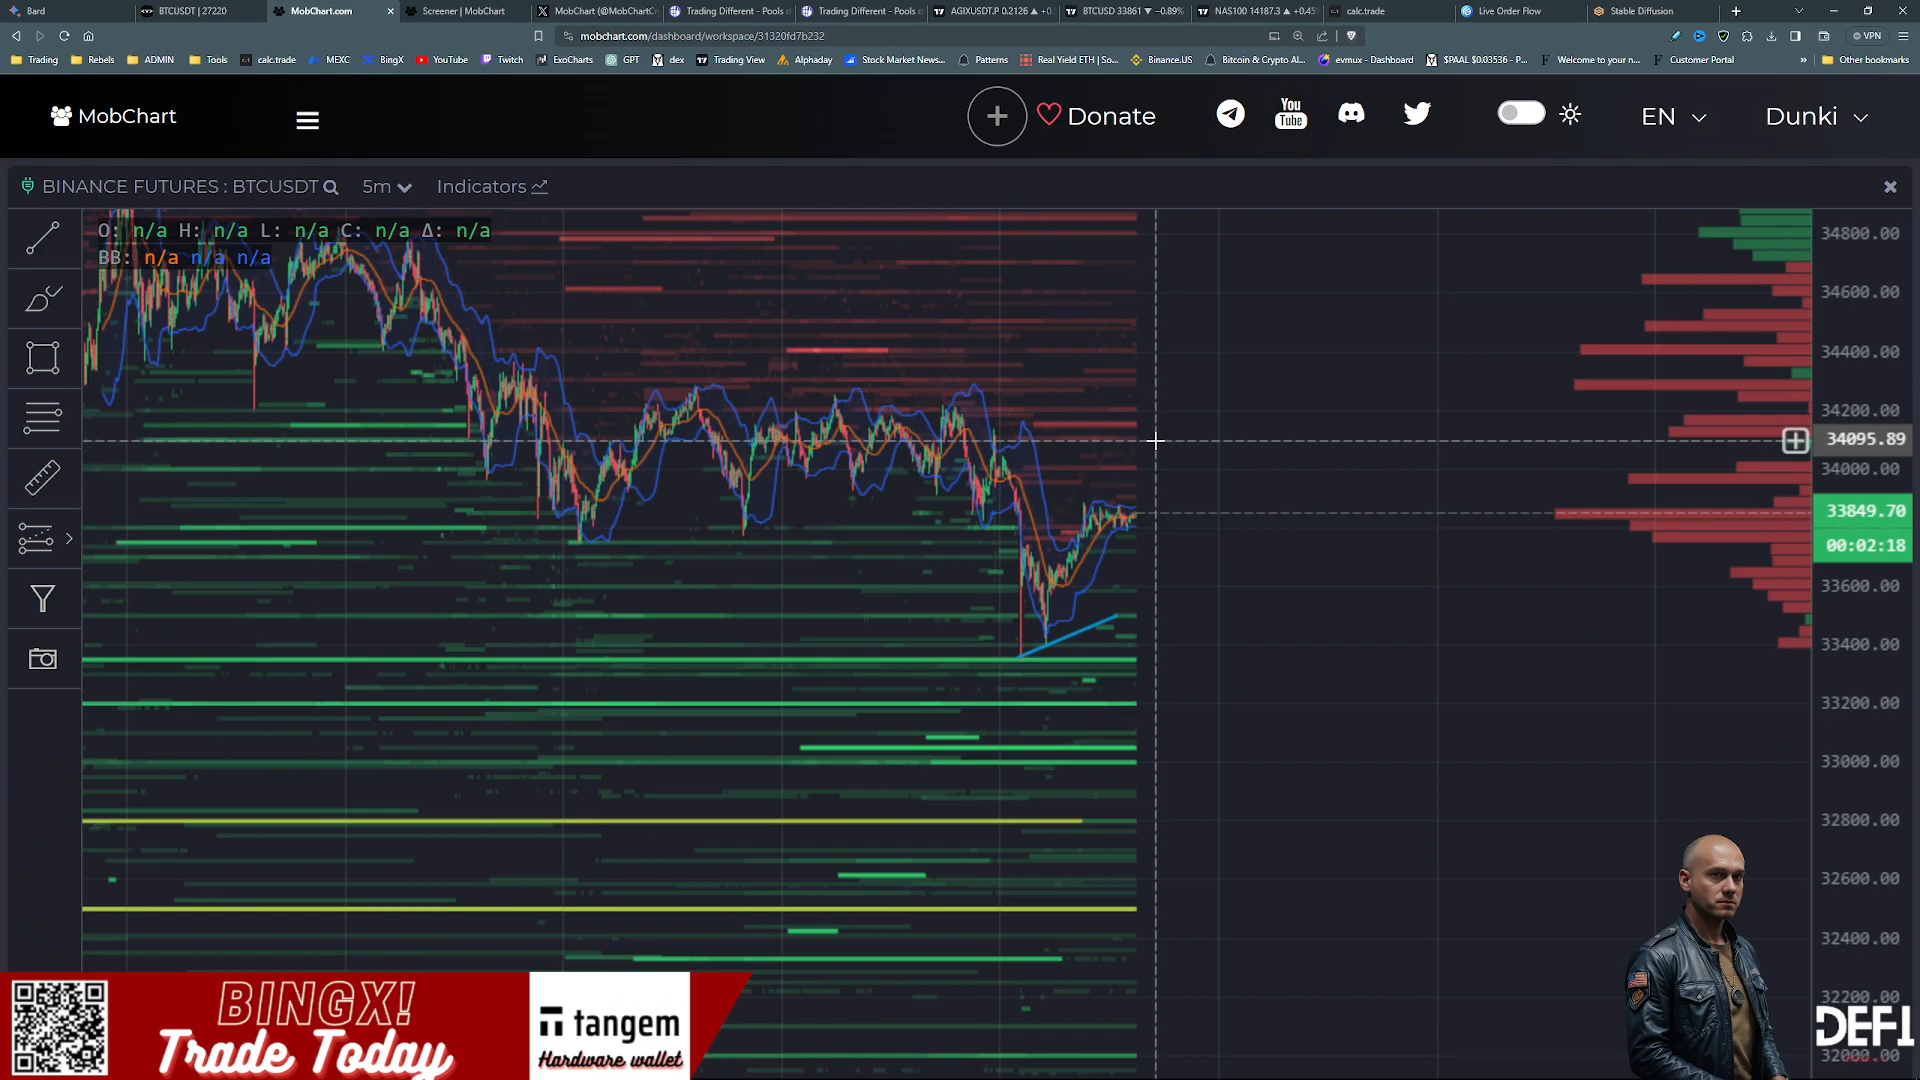 Bard
BTCUSDT | 27220
MobChart.com
Screener | MobChart
MobChart (@MobChartC
Trading Different - Pools
Trading Different - Pools
AGIXUSDT.P 0.2126 ▲ +0.
BTCUSD 33861 ▼ −0.89%
NAS100 14187.3 ▲ +0.45
calc.trade
Live Order Flow
Stable Diffusion
mobchart.com/dashboard/workspace/31320fd7b232
VPN
Trading
Rebels
ADMIN
Tools
calc.trade
MEXC
BingX
YouTube
Twitch
ExoCharts
GPT
dex
Trading View
Alphaday
Stock Market News...
Patterns
Real Yield ETH | So...
Binance.US
Bitcoin & Crypto Al...
evmux - Dashboard
$PAAL $0.03536 - P...
Welcome to your n...
Customer Portal
»
Other bookmarks
MobChart
Donate
You
Tube
EN
Dunki
BINANCE FUTURES : BTCUSDT
5m
Indicators
O: n/a H: n/a L: n/a C: n/a Δ: n/a
BB: n/a n/a n/a
34800.00
34600.00
34400.00
34200.00
34095.89
34000.00
33849.70
00:02:18
33600.00
33400.00
33200.00
33000.00
32800.00
32600.00
32400.00
32200.00
32000.00
BINGX!
Trade Today
tangem
Hardware wallet
DEFI